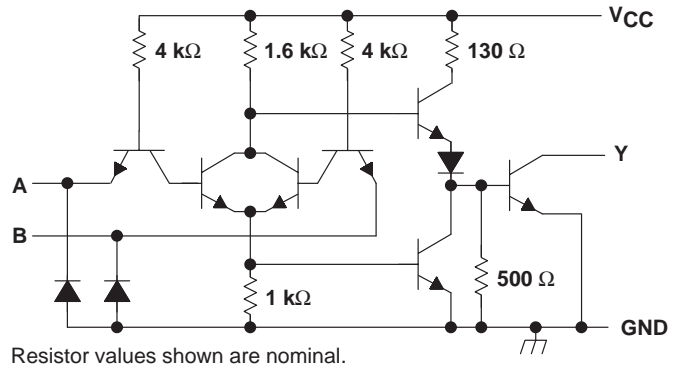 VCC
4 kΩ 1.6 kΩ 4 kΩ 130 Ω
Y
A
B
500 Ω
1 kΩ
GND
Resistor values shown are nominal.